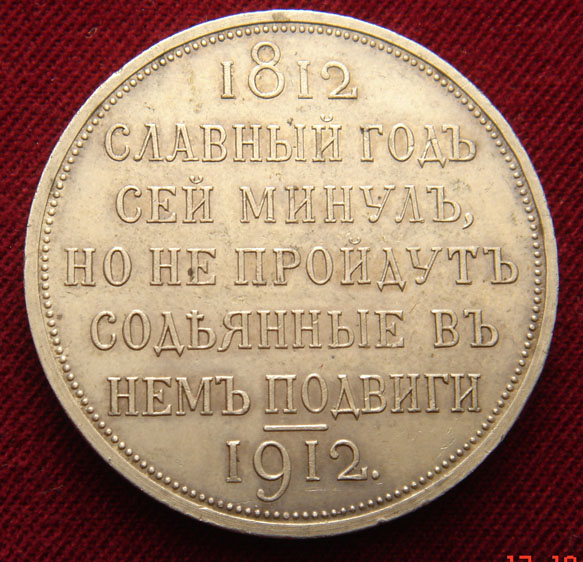 1812
СЛАВНЫЙ ГОДЪ
СЕЙ МИНУЛЪ,
НО НЕ ПРОЙДУТЪ
СОДѢЯННЫЕ ВЪ
НЕМЪ ПОДВИГИ
1912.